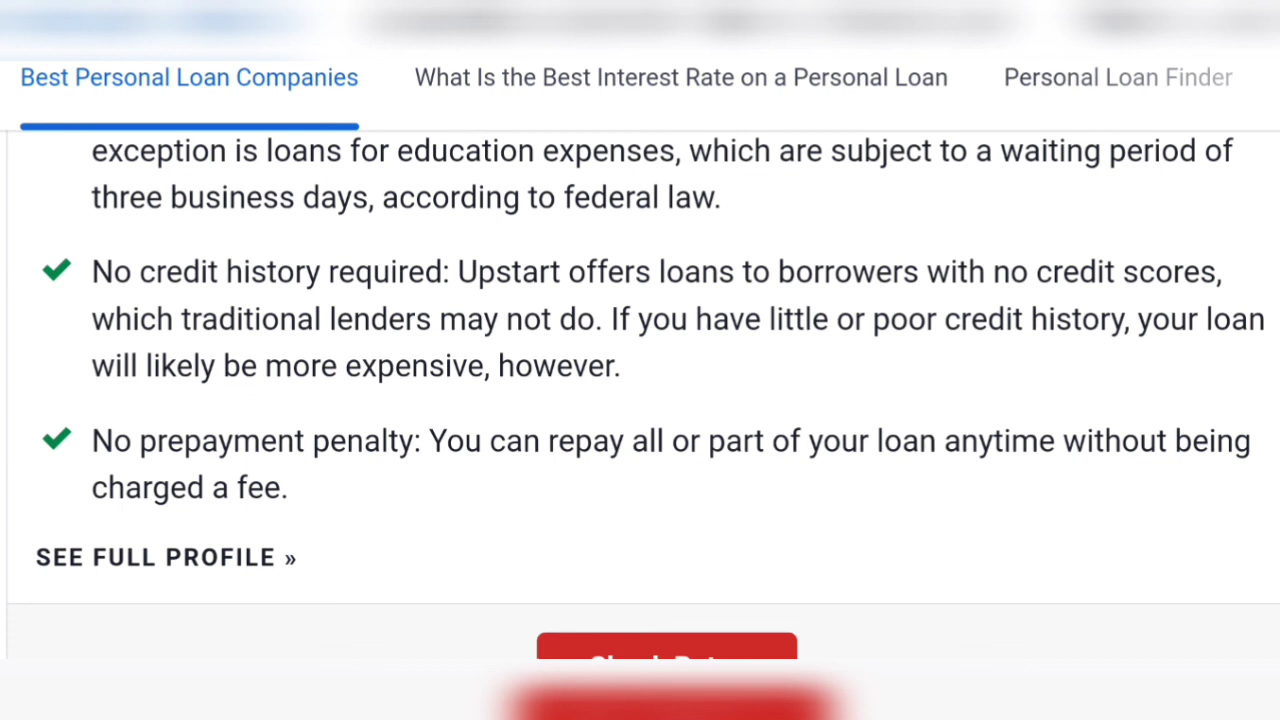 Best Personal Loan Companies What Is the Best Interest Rate on a Personal Loan Personal Loan Finder
exception is loans for education expenses, which are subject to a waiting period of
three business days, according to federal law.
No credit history required: Upstart offers loans to borrowers with no credit scores,
which traditional lenders may not do. If you have little or poor credit history, your loan
will likely be more expensive, however.
No prepayment penalty: You can repay all or part of your loan anytime without being
charged a fee.
SEE FULL PROFILE »